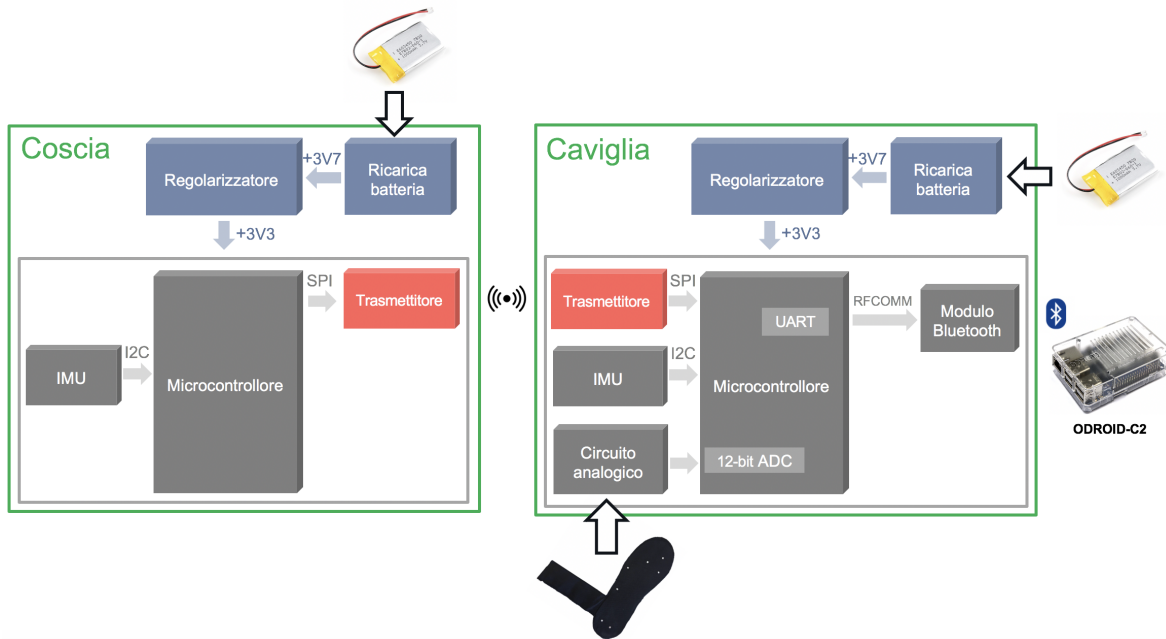 Coscia
Regolarizzatore
+3V7
Ricarica
batteria
+3V3
SPI
Trasmettitore
I2C
IMU
Microcontrollore
Caviglia
Regolarizzatore
+3V7
Ricarica
batteria
+3V3
Trasmettitore
SPI
UART
RFCOMM
Modulo
Bluetooth
IMU
I2C
Microcontrollore
Circuito
analogico
12-bit ADC
ODROID-C2